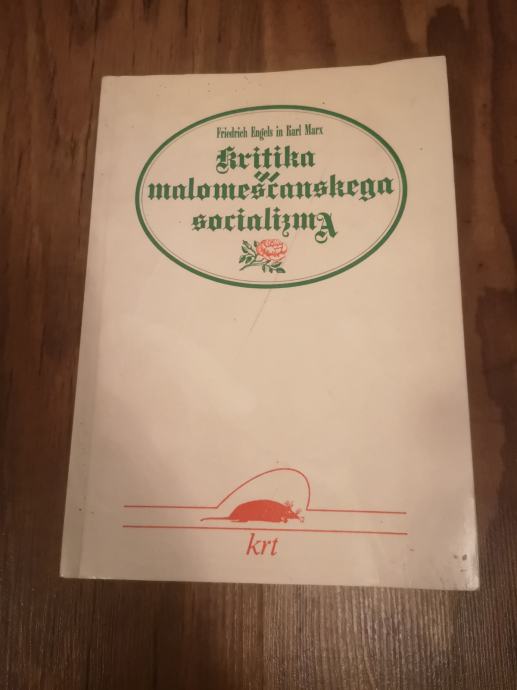 Friedrich Engels in Karl Marx
Kritika
malomeščanskega
socializmA
krt